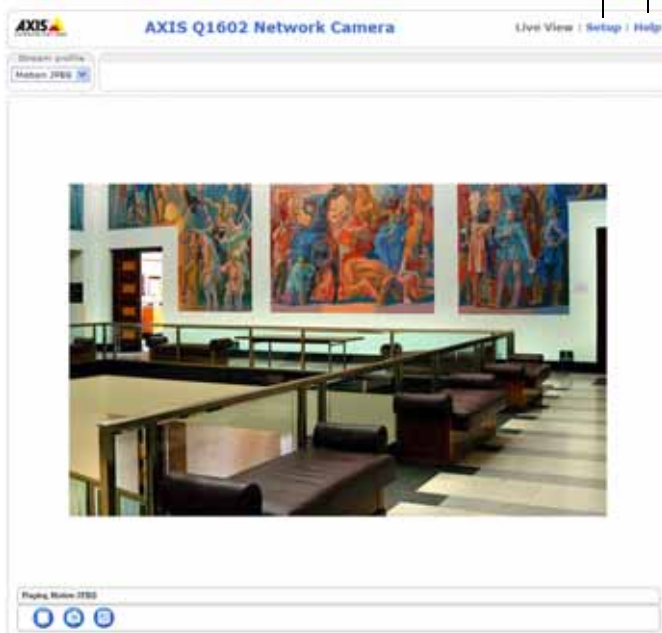 AXIS
AXIS Q1602 Network Camera
Live View | Setup | Help
Stream profile
Motion JPEG
Playing Motion JPEG